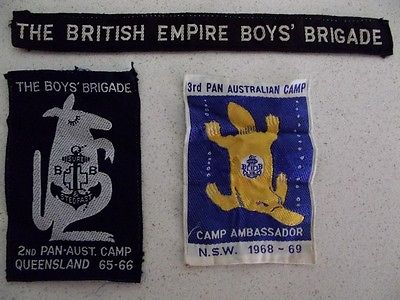 THE BRITISH EMPIRE BOYS' BRIGADE
THE BOYS' BRIGADE
SURE
B B
STEDFAST
2ND PAN-AUST. CAMP
QUEENSLAND 65-66
3rd PAN AUSTRALIAN CAMP
B B
CAMP AMBASSADOR
N.S.W. 1968-69